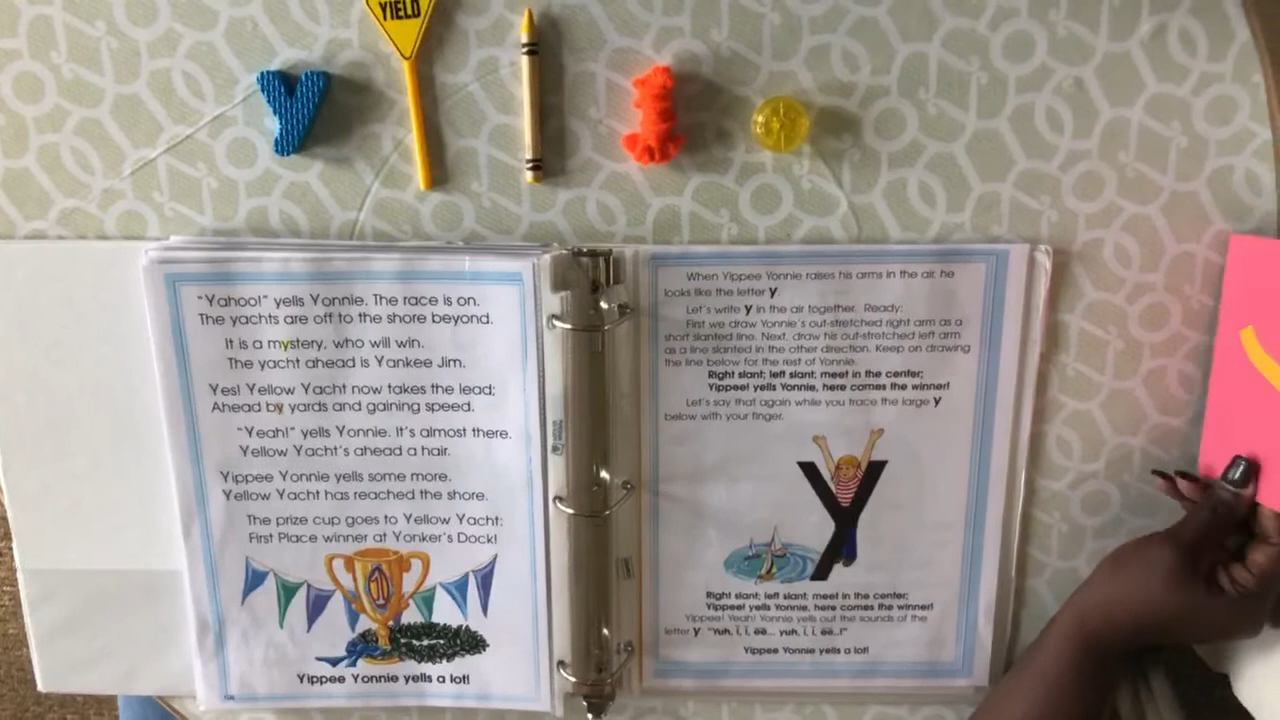 YIELD
"Yahoo!" yells Yonnie. The race is on.
The yachts are off to the shore beyond.
It is a mystery, who will win.
The yacht ahead is Yankee Jim.
Yes! Yellow Yacht now takes the lead;
Ahead by yards and gaining speed.
"Yeah!" yells Yonnie. It's almost there.
Yellow Yacht's ahead a hair.
Yippee Yonnie yells some more.
Yellow Yacht has reached the shore.
The prize cup goes to Yellow Yacht:
First Place winner at Yonker's Dock!
1
Yippee Yonnie yells a lot!
When Yippee Yonnie raises his arms in the air, he
looks like the letter y.
Let's write y in the air together. Ready:
First we draw Yonnie's out-stretched right arm as a
short slanted line. Next, draw his out-stretched left arm
as a line slanted in the other direction. Keep on drawing
the line below for the rest of Yonnie.
Right slant; left slant; meet in the center;
Yippee! yells Yonnie, here comes the winner!
Let's say that again while you trace the large y
below with your finger.
y
Right slant; left slant; meet in the center;
Yippee! yells Yonnie, here comes the winner!
Yippee! Yeah! Yonnie yells out the sounds of the
letter y "Yuh, ĭ, ī, ēē... yuh, ĭ, ī, ēē..!"
Yippee Yonnie yells a lot!